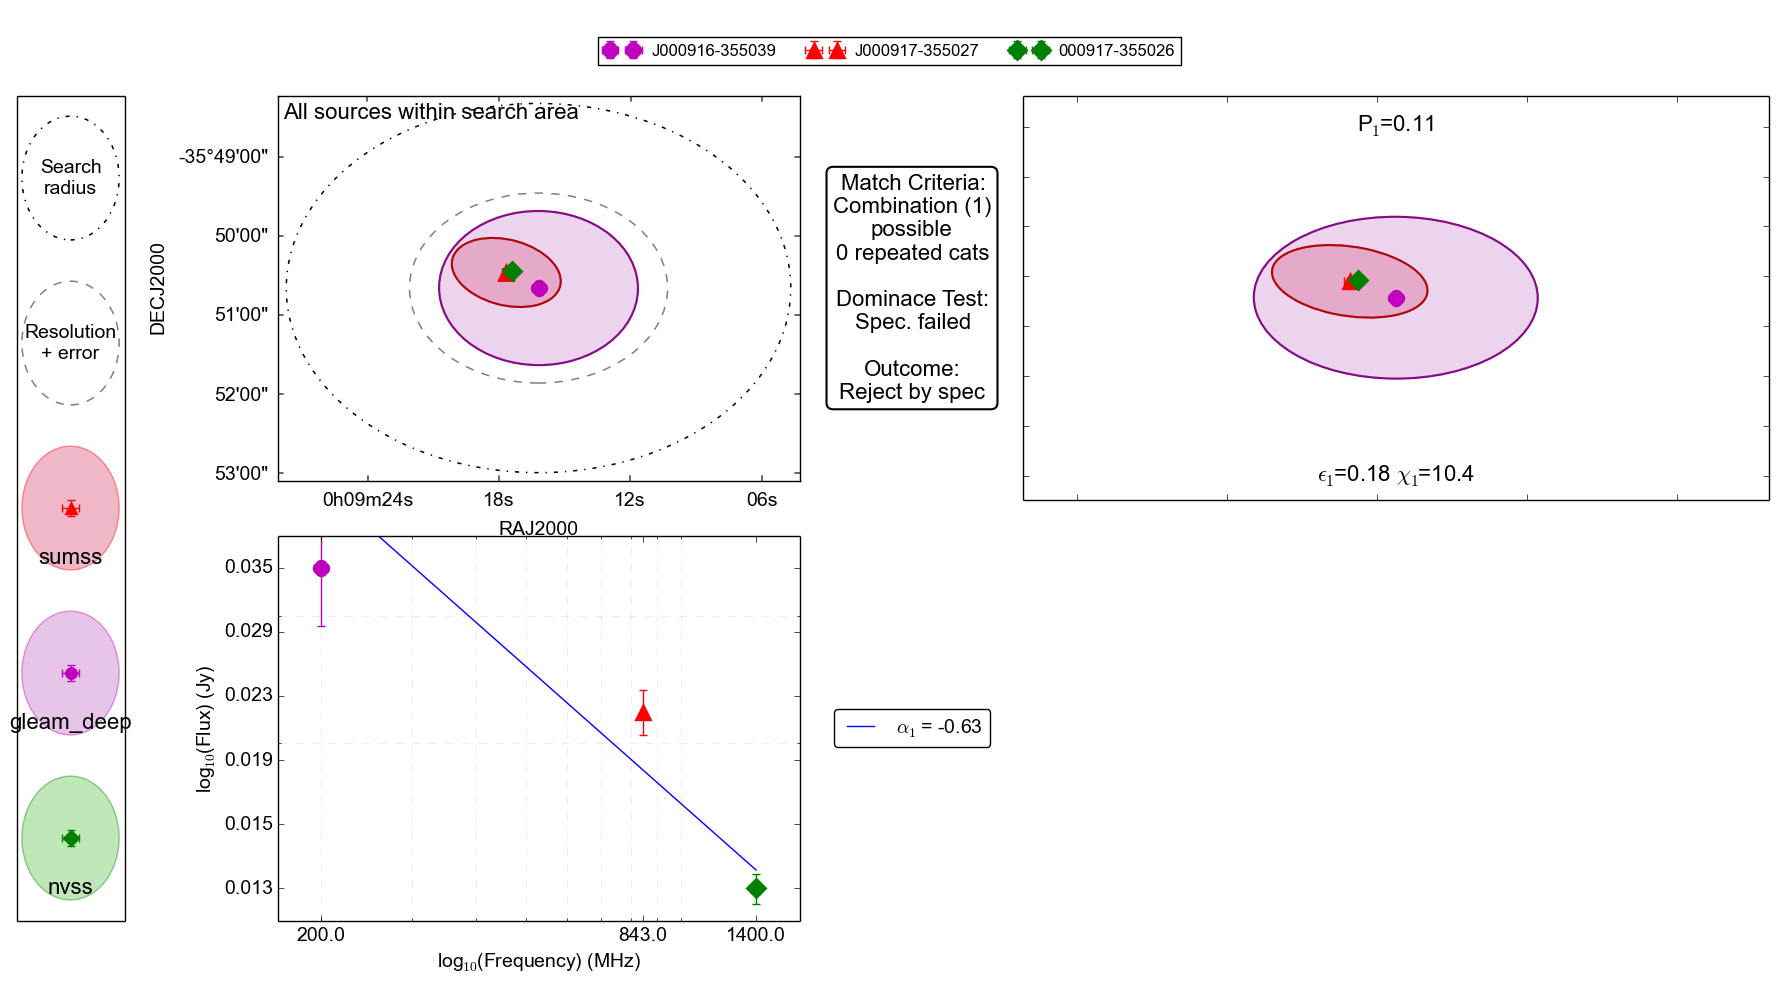 J000916-355039
J000917-355027
000917-355026
Search
radius
Resolution
+ error
sumss
gleam_deep
nvss
All sources within search area
DECJ2000
-35°49'00"
50'00"
51'00"
52'00"
53'00"
0h09m24s
18s
12s
06s
RAJ2000
Match Criteria:
Combination (1)
possible
0 repeated cats
Dominace Test:
Spec. failed
Outcome:
Reject by spec
P₁=0.11
ϵ₁=0.18 χ₁=10.4
log₁₀(Flux) (Jy)
0.035
0.029
0.023
0.019
0.015
0.013
200.0
843.0
1400.0
log₁₀(Frequency) (MHz)
α₁ = -0.63